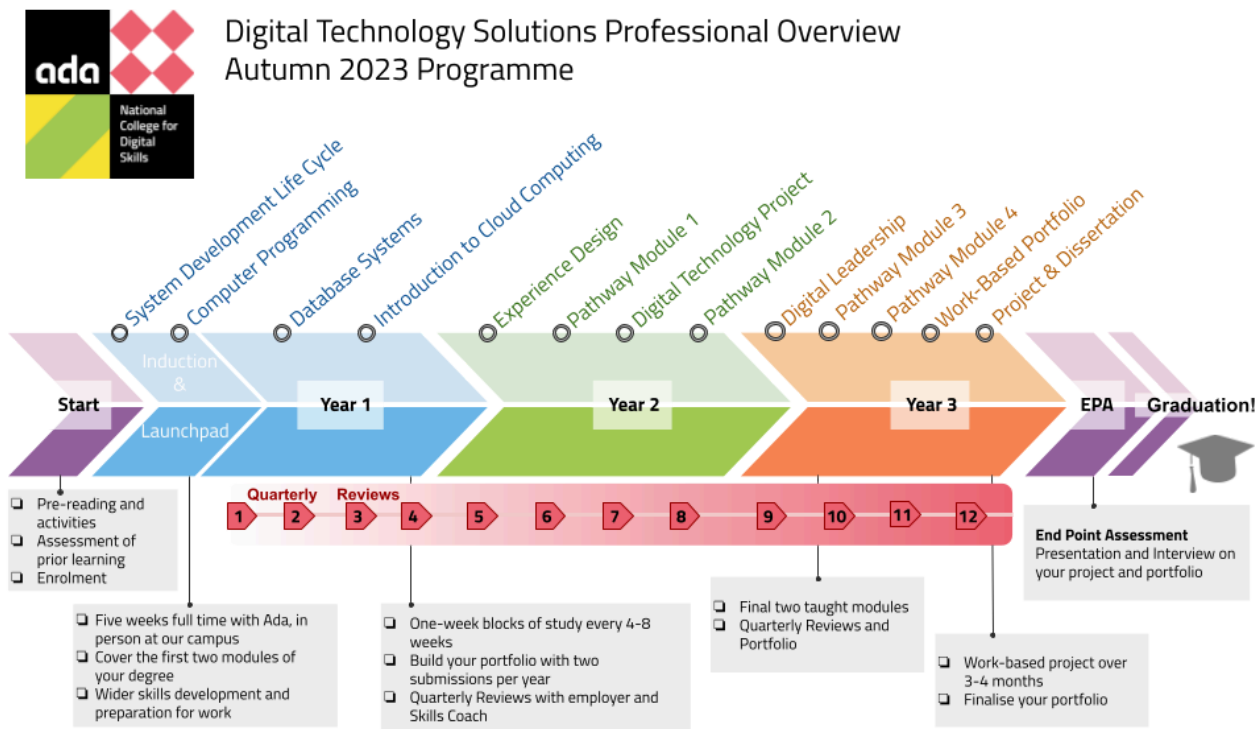 Digital Technology Solutions Professional Overview
Autumn 2023 Programme
ada
National
College for
Digital
Skills
System Development Life Cycle
Computer Programming
Database Systems
Introduction to Cloud Computing
Experience Design
Pathway Module 1
Digital Technology Project
Pathway Module 2
Digital Leadership
Pathway Module 3
Pathway Module 4
Work-Based Portfolio
Project & Dissertation
Start
Induction
&
Launchpad
Year 1
Year 2
Year 3
EPA
Graduation!
Quarterly Reviews
1 2 3 4 5 6 7 8 9 10 11 12
Pre-reading and
activities
Assessment of
prior learning
Enrolment
Five weeks full time with Ada, in
person at our campus
Cover the first two modules of
your degree
Wider skills development and
preparation for work
One-week blocks of study every 4-8
weeks
Build your portfolio with two
submissions per year
Quarterly Reviews with employer and
Skills Coach
Final two taught modules
Quarterly Reviews and
Portfolio
Work-based project over
3-4 months
Finalise your portfolio
End Point Assessment
Presentation and Interview on
your project and portfolio